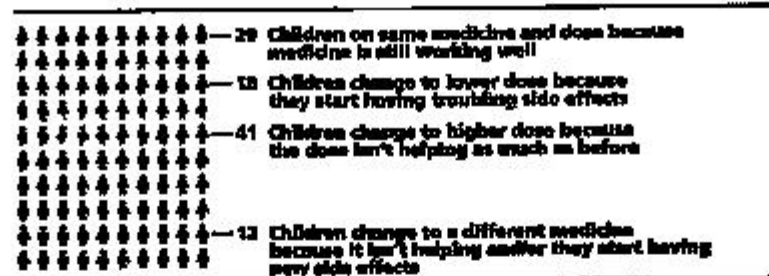 29 Children on same medicine and dose because
medicine is still working well
18 Children change to lower dose because
they start having troubling side effects
41 Children change to higher dose because
the dose isn't helping as much as before
12 Children change to a different medicine
because it isn't helping and/or they start having
new side effects